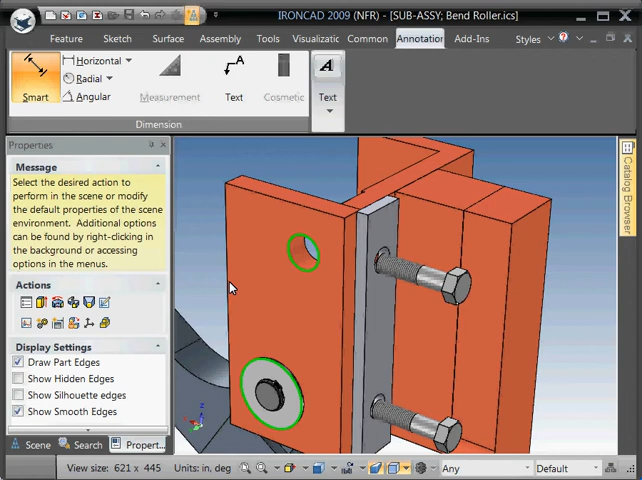 IRONCAD 2009 (NFR) - [SUB-ASSY; Bend Roller.ics]
Feature Sketch Surface Assembly Tools Visualization Common Annotation Add-Ins Styles
Horizontal
Radial
Angular
Smart Measurement Text Cosmetic Text
Dimension
Properties
Message
Select the desired action to
perform in the scene or modify
the default properties of the scene
environment. Additional
options can be found by right-clicking
in the background or accessing
options in the menus.
Actions
Display Settings
Draw Part Edges
Show Hidden Edges
Show Silhouette edges
Show Smooth Edges
Scene Search Propert...
View size: 621 x 445 Units: in, deg Any Default
Catalog Browser